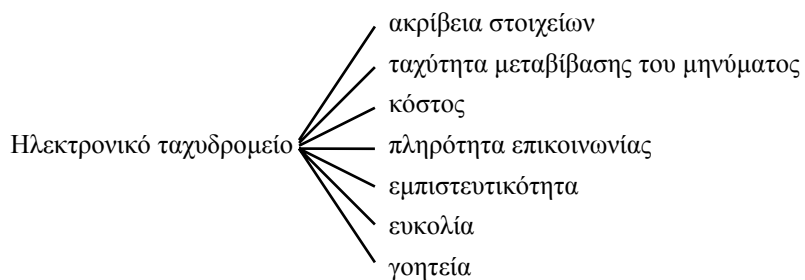 ακρίβεια στοιχείων
ταχύτητα μεταβίβασης του μηνύματος
κόστος
Ηλεκτρονικό ταχυδρομείο
πληρότητα επικοινωνίας
εμπιστευτικότητα
ευκολία
γοητεία